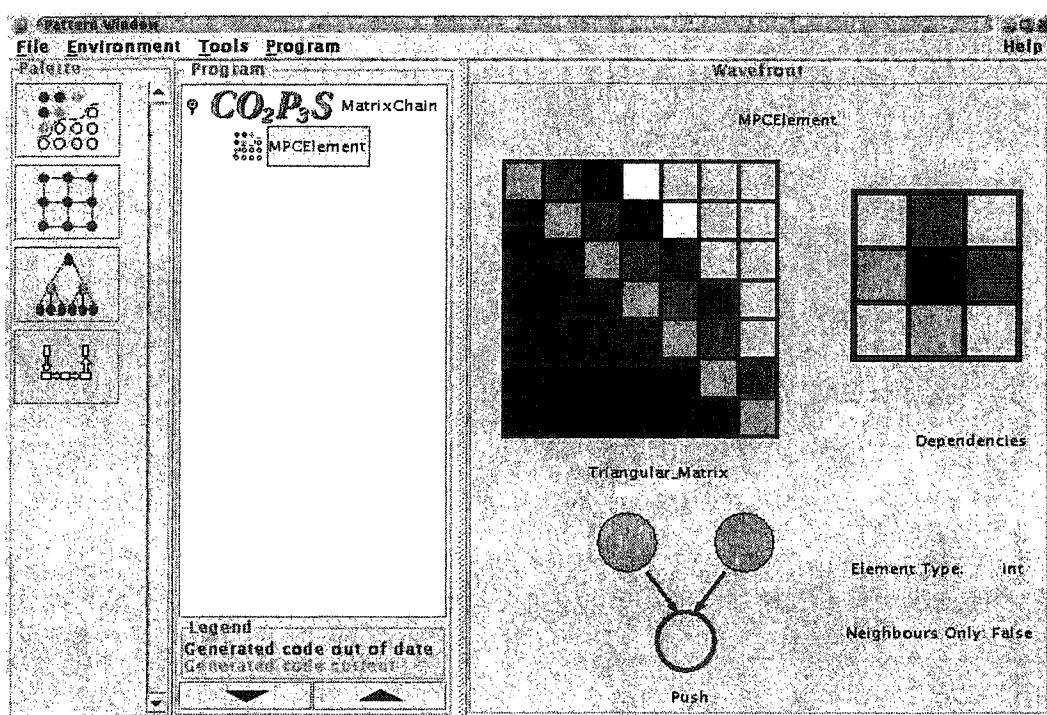 Pattern Window
File Environment Tools Program Help
Palette
Program
CO2P3S MatrixChain
MPCElement
Legend
Generated code out of date
Generated code current
Wavefront
MPCElement
Triangular_Matrix
Dependencies
Element Type: int
Neighbours Only: False
Push